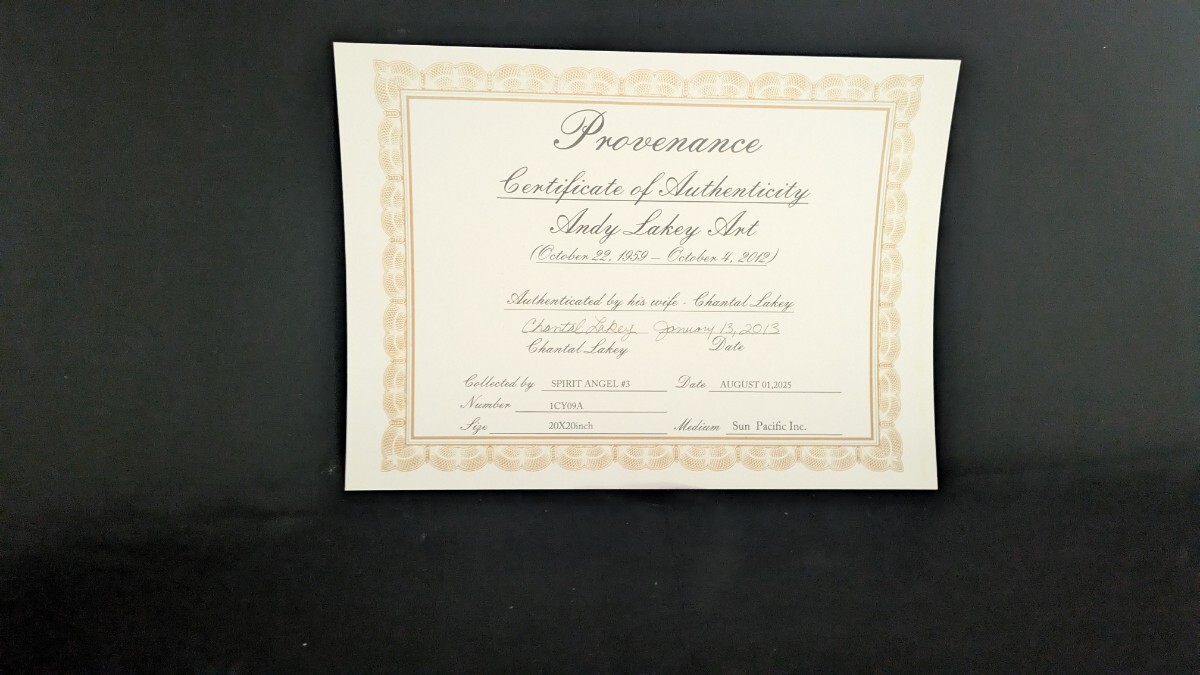 Provenance
Certificate of Authenticity
Andy Lakey Art
(October 22, 1959 – October 4, 2012)
Authenticated by his wife - Chantal Lakey
Chantal Lakey January 13, 2013
Chantal Lakey Date
Collected by SPIRIT ANGEL #3 Date AUGUST 01,2025
Number 1CY09A
Size 20X20inch Medium Sun Pacific Inc.